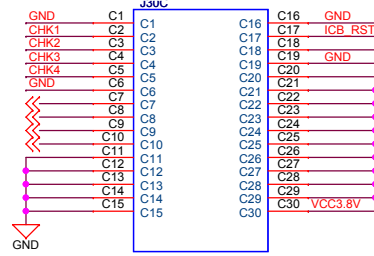 J30C
GND C1 C1 C16 C16 GND
CHK1 C2 C2 C17 C17 ICB_RST
CHK2 C3 C3 C18 C18
CHK3 C4 C4 C19 C19 GND
CHK4 C5 C5 C20 C20
GND C6 C6 C21 C21
C7 C7 C22 C22
C8 C8 C23 C23
C9 C9 C24 C24
C10 C10 C25 C25
C11 C11 C26 C26
C12 C12 C27 C27
C13 C13 C28 C28
C14 C14 C29 C29
C15 C15 C30 C30 VCC3.8V
GND